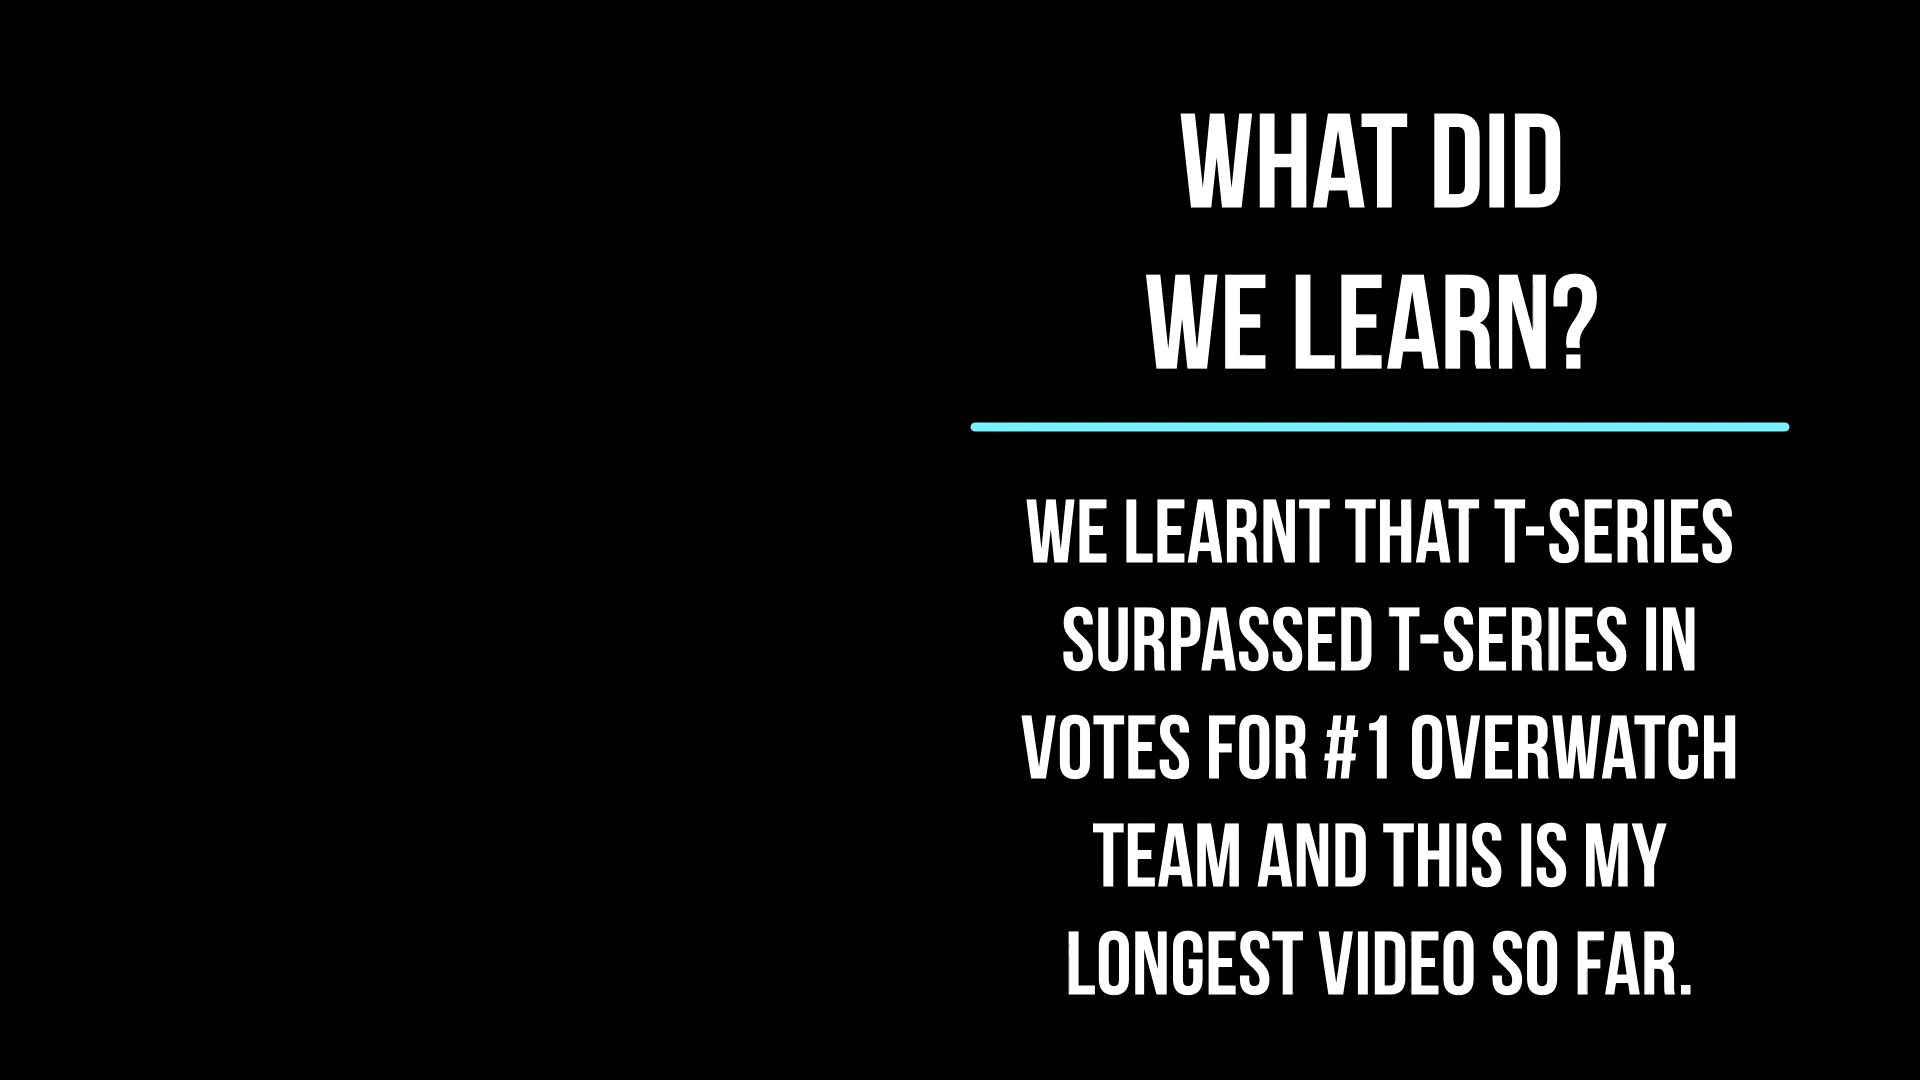 WHAT DID
WE LEARN?
WE LEARNT THAT T-SERIES
SURPASSED T-SERIES IN
VOTES FOR #1 OVERWATCH
TEAM AND THIS IS MY
LONGEST VIDEO SO FAR.